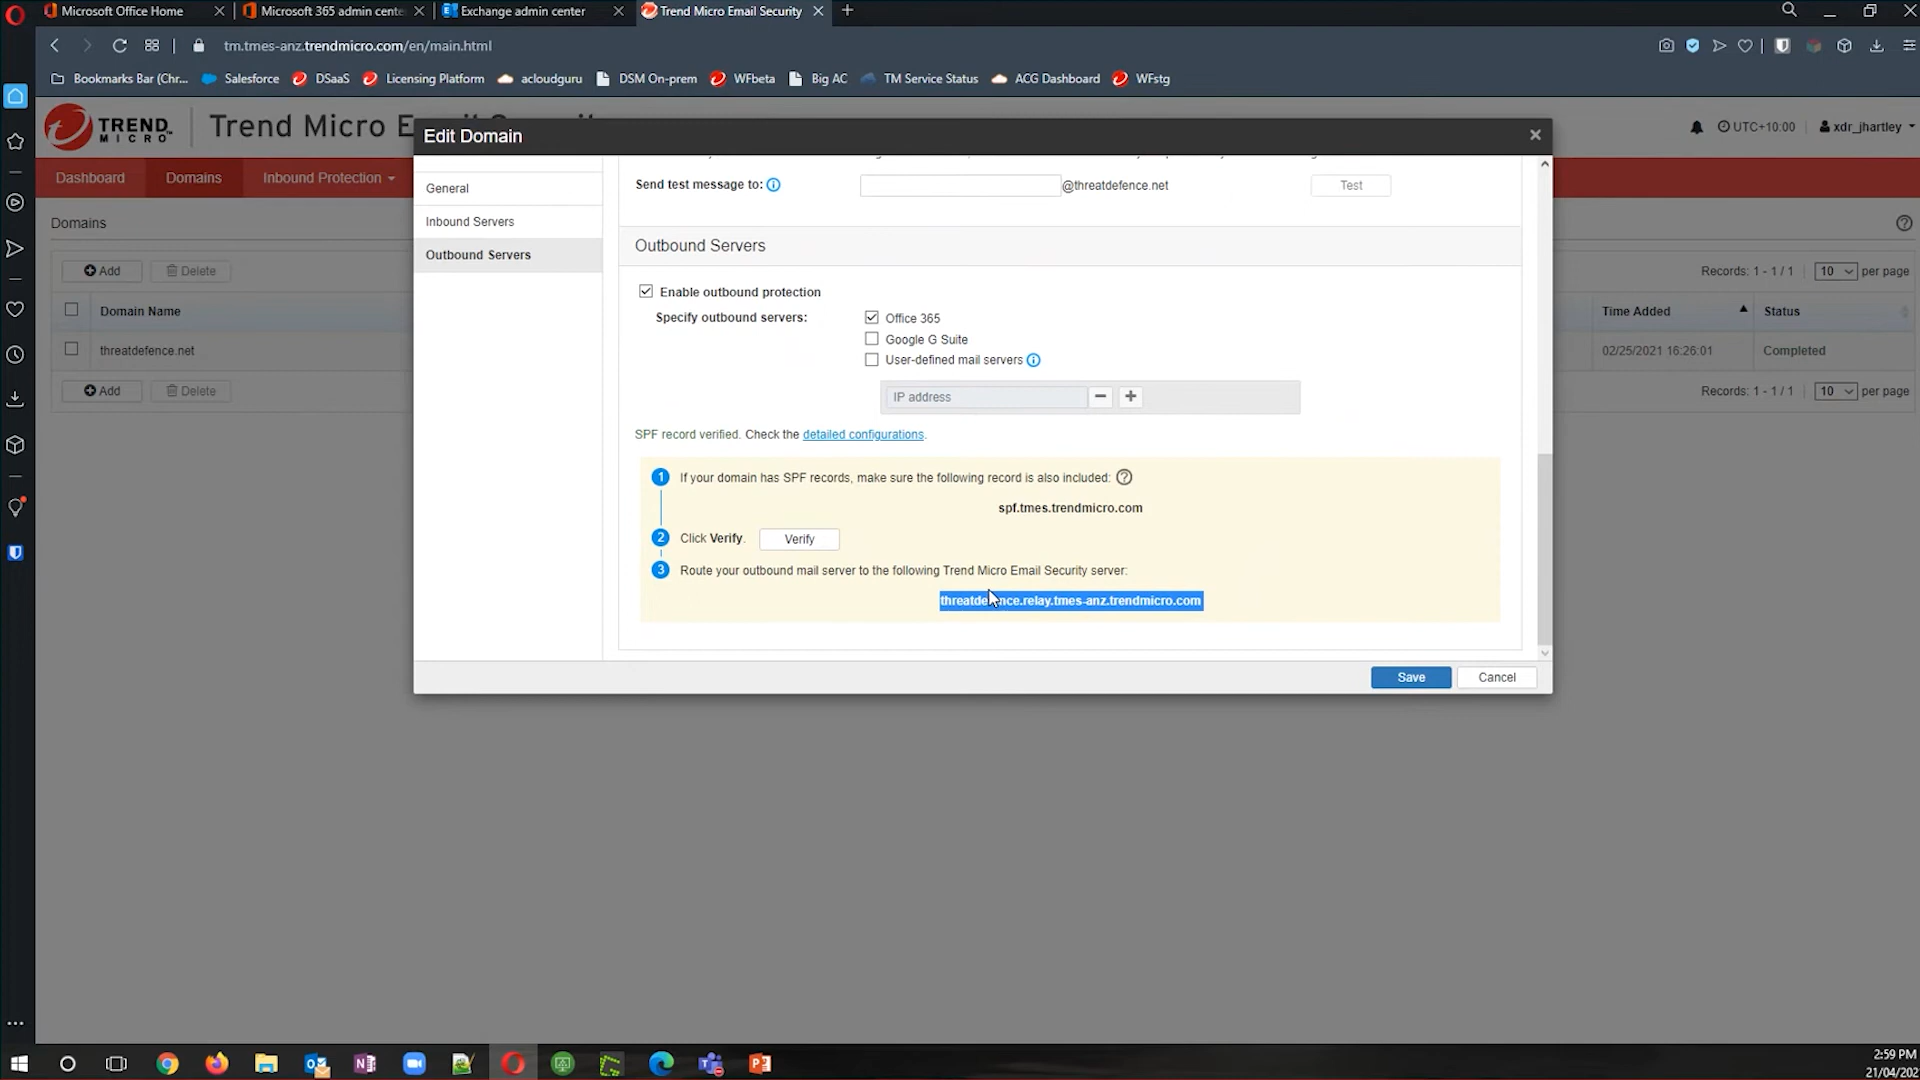 Microsoft Office Home
Microsoft 365 admin cente
Exchange admin center
Trend Micro Email Security
tm.tmes-anz.trendmicro.com/en/main.html
Bookmarks Bar (Chr...
Salesforce
DSaaS
Licensing Platform
acloudguru
DSM On-prem
WFbeta
Big AC
TM Service Status
ACG Dashboard
WFstg
TREND MICRO
Trend Micro E
UTC+10:00
xdr_jhartley
Dashboard
Domains
Inbound Protection
Domains
Add
Delete
Records: 1 - 1 / 1
10
per page
Domain Name
Time Added
Status
threatdefence.net
02/25/2021 16:26:01
Completed
Add
Delete
Records: 1 - 1 / 1
10
per page
Edit Domain
General
Inbound Servers
Outbound Servers
Send test message to:
@threatdefence.net
Test
Outbound Servers
Enable outbound protection
Specify outbound servers:
Office 365
Google G Suite
User-defined mail servers
IP address
SPF record verified. Check the detailed configurations.
1 If your domain has SPF records, make sure the following record is also included:
spf.tmes.trendmicro.com
2 Click Verify.
Verify
3 Route your outbound mail server to the following Trend Micro Email Security server:
threatdefence.relay.tmes-anz.trendmicro.com
Save
Cancel
2:59 PM
21/04/202